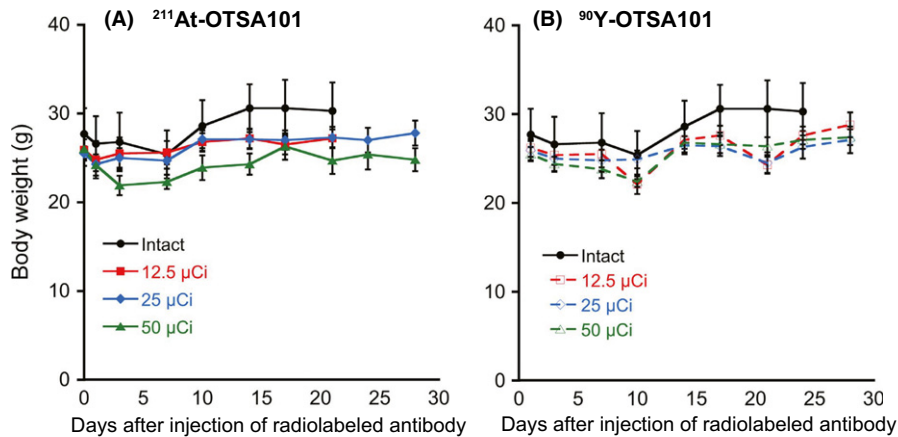 (A) ²¹¹At-OTSA101
Body weight (g)
40
30
20
10
0
Intact
12.5 µCi
25 µCi
50 µCi
0 5 10 15 20 25 30
Days after injection of radiolabeled antibody
(B) ⁹⁰Y-OTSA101
40
30
20
10
0
Intact
12.5 µCi
25 µCi
50 µCi
0 5 10 15 20 25 30
Days after injection of radiolabeled antibody